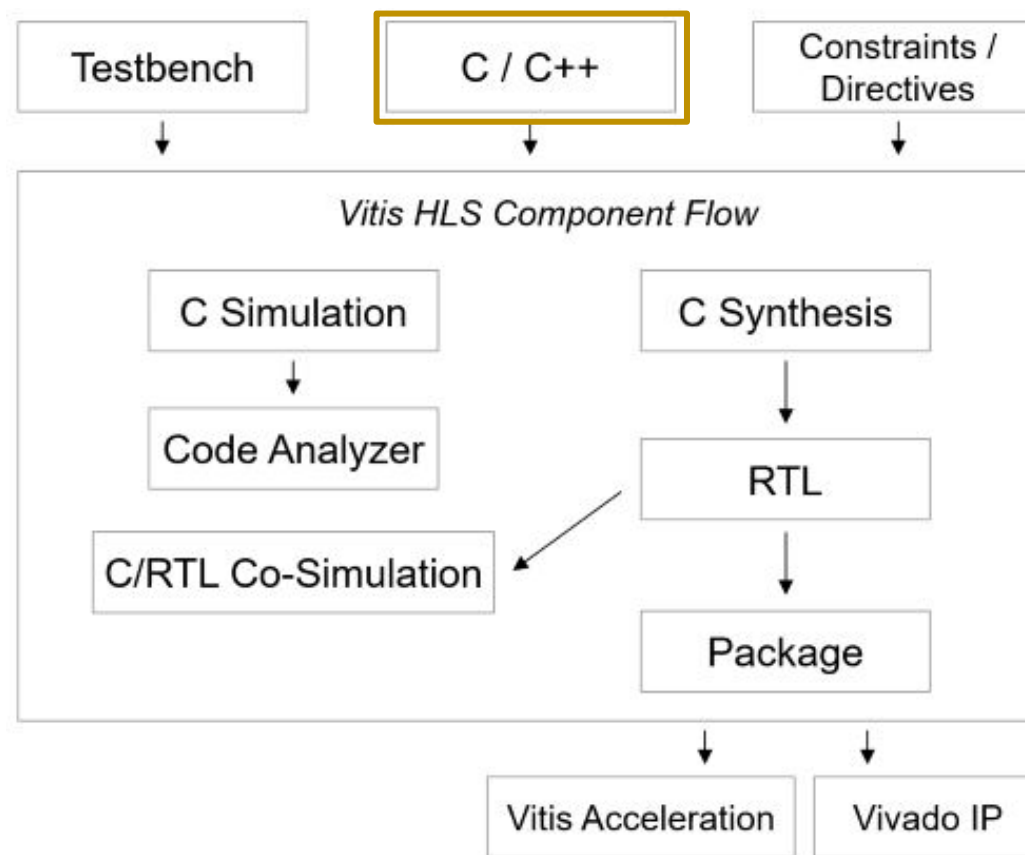 Testbench
C / C++
Constraints /
Directives
Vitis HLS Component Flow
C Simulation
C Synthesis
Code Analyzer
RTL
C/RTL Co-Simulation
Package
Vitis Acceleration
Vivado IP